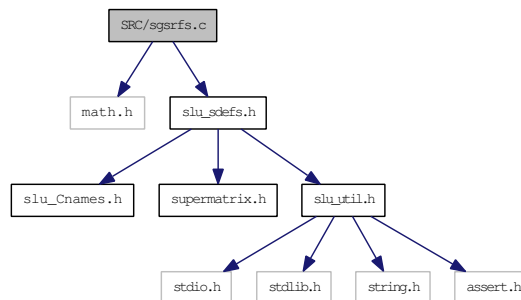 SRC/sgsrfs.c
math.h
slu_sdefs.h
slu_Cnames.h
supermatrix.h
slu_util.h
stdio.h
stdlib.h
string.h
assert.h